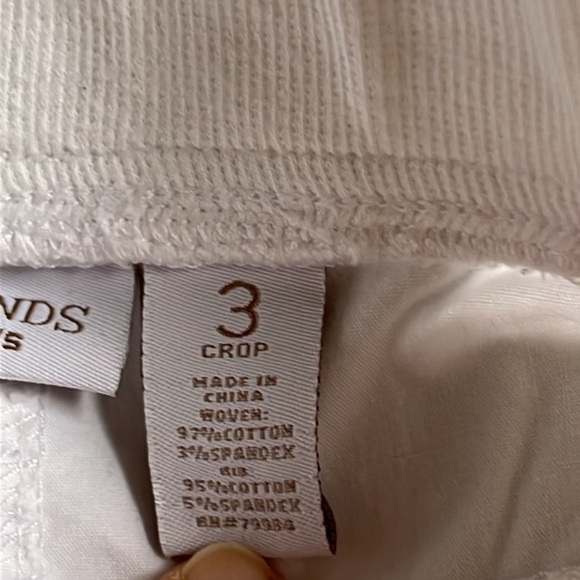 NDS
'S
3
CROP
MADE IN
CHINA
WOVEN:
97%COTTON
3%SPANDEX
RIB:
95%COTTON
5%SPANDEX
RN#79984